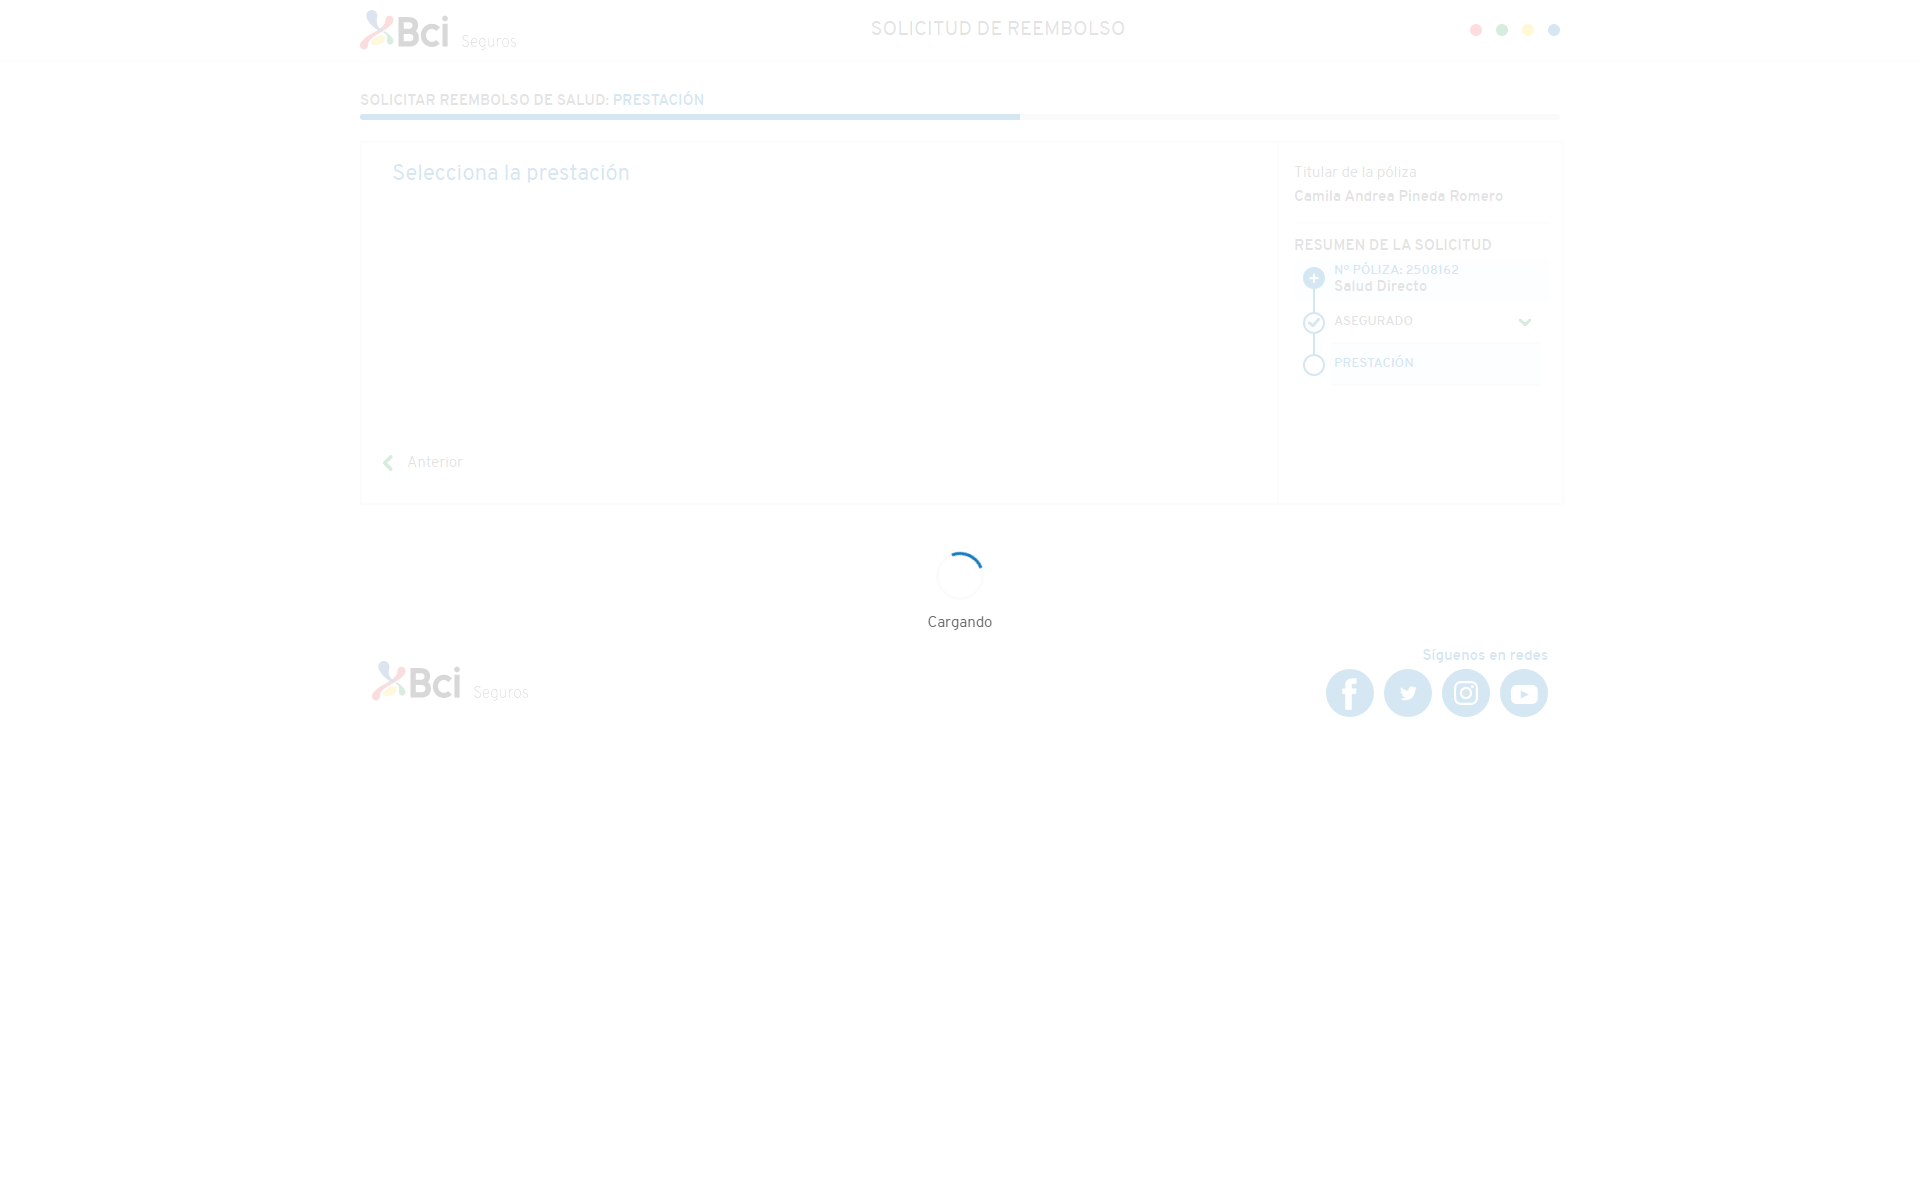 Bci Seguros
SOLICITUD DE REEMBOLSO
SOLICITAR REEMBOLSO DE SALUD: PRESTACIÓN
Selecciona la prestación
Anterior
Titular de la póliza
Camila Andrea Pineda Romero
RESUMEN DE LA SOLICITUD
Nº PÓLIZA: 2508162
Salud Directo
ASEGURADO
PRESTACIÓN
Cargando
Bci Seguros
Síguenos en redes